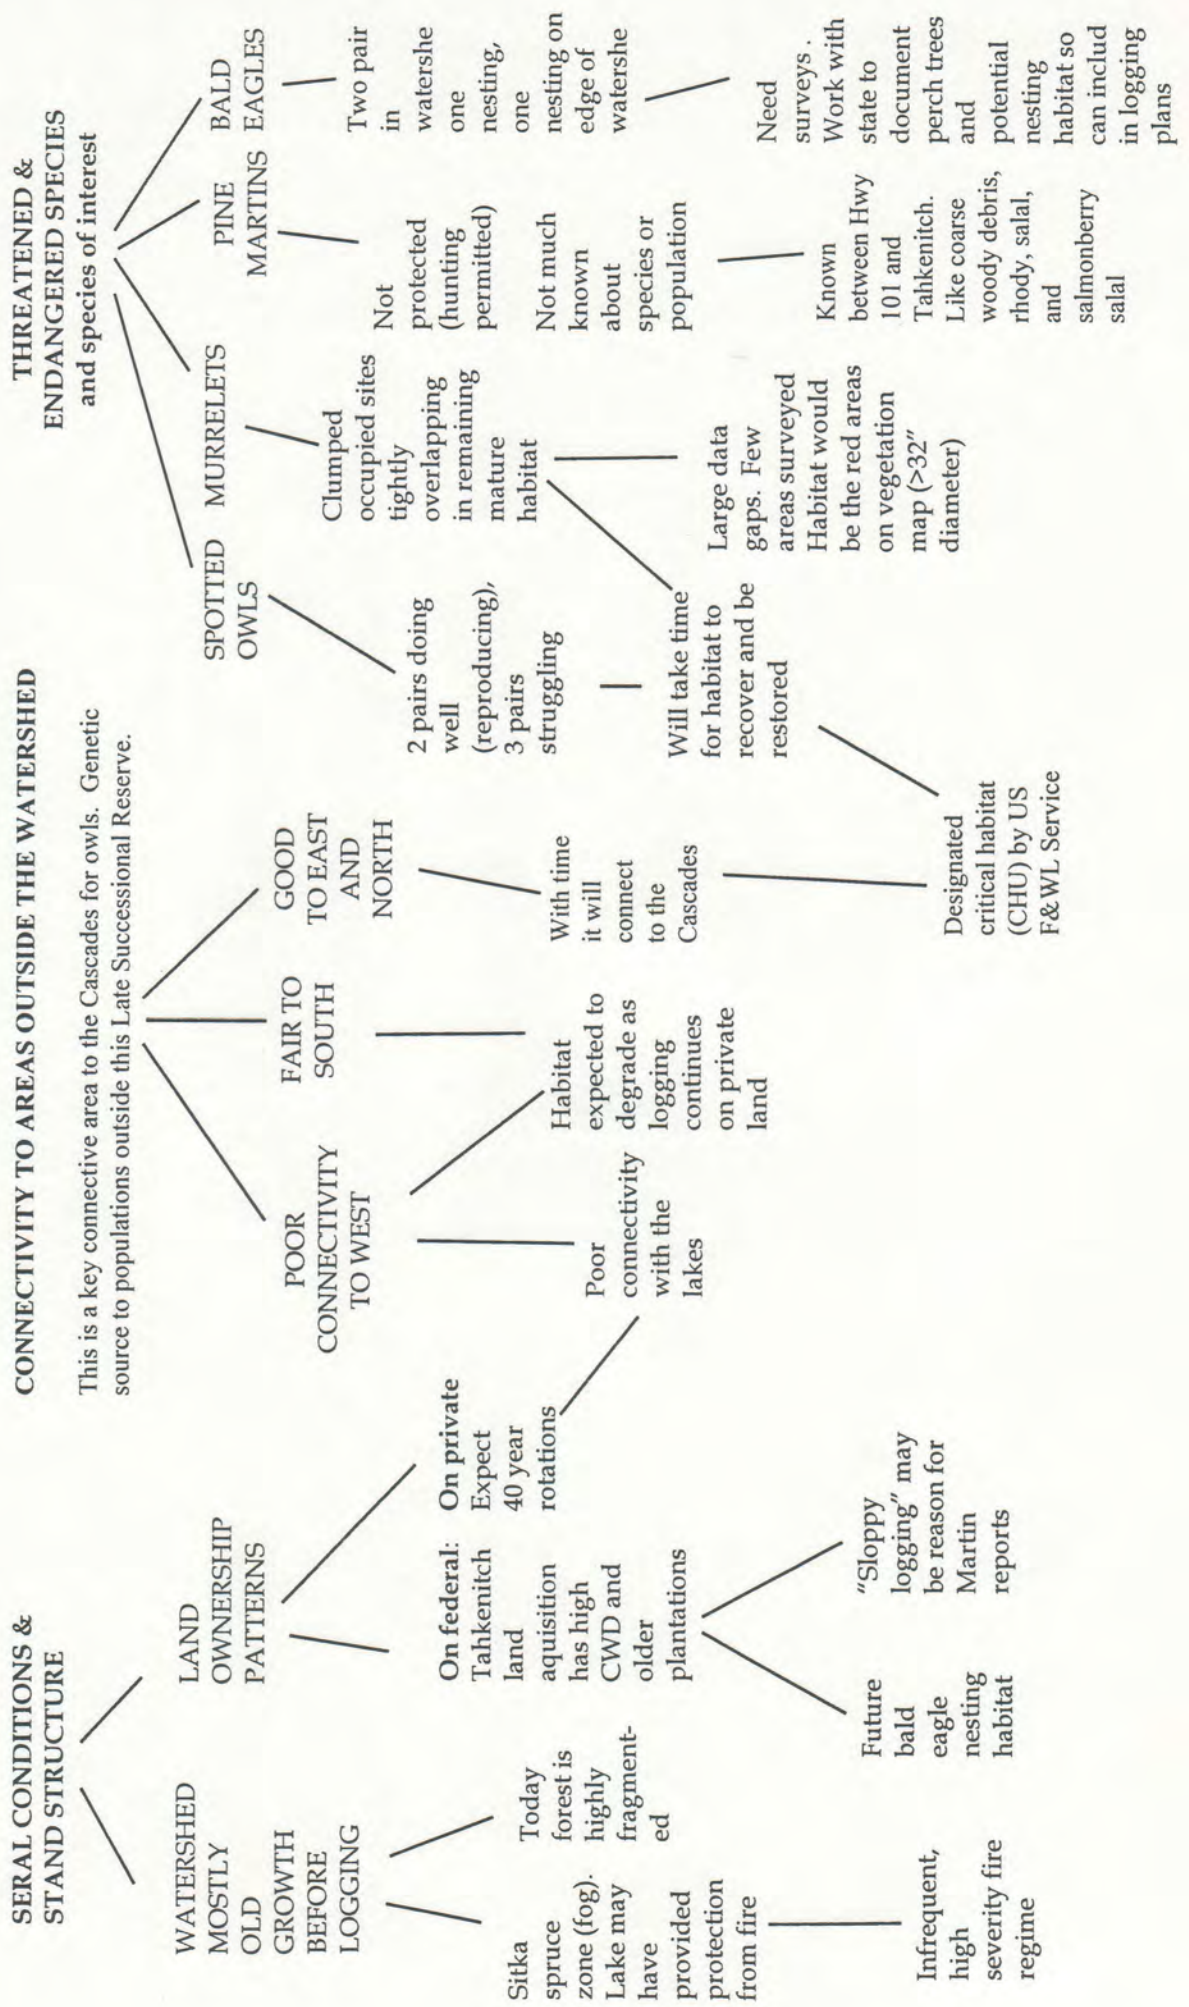 SERAL CONDITIONS &
STAND STRUCTURE
WATERSHED
MOSTLY
OLD
GROWTH
BEFORE
LOGGING
Sitka
spruce
zone (fog).
Lake may
have
provided
protection
from fire
Infrequent,
high
severity fire
regime
Today
forest is
highly
fragment-
ed
LAND
OWNERSHIP
PATTERNS
On federal:
Tahkenitch
land
aquisition
has high
CWD and
older
plantations
Future
bald
eagle
nesting
habitat
"Sloppy
logging" may
be reason for
Martin
reports
On private
Expect
40 year
rotations
CONNECTIVITY TO AREAS OUTSIDE THE WATERSHED
This is a key connective area to the Cascades for owls. Genetic
source to populations outside this Late Successional Reserve.
POOR
CONNECTIVITY
TO WEST
Poor
connectivity
with the
lakes
FAIR TO
SOUTH
Habitat
expected to
degrade as
logging
continues
on private
land
GOOD
TO EAST
AND
NORTH
With time
it will
connect
to the
Cascades
Designated
critical habitat
(CHU) by US
F&WL Service
THREATENED &
ENDANGERED SPECIES
and species of interest
SPOTTED
OWLS
2 pairs doing
well
(reproducing),
3 pairs
struggling
Will take time
for habitat to
recover and be
restored
MURRELETS
Clumped
occupied sites
tightly
overlapping
in remaining
mature
habitat
Large data
gaps. Few
areas surveyed
Habitat would
be the red areas
on vegetation
map (>32"
diameter)
PINE
MARTINS
Not
protected
(hunting
permitted)
Not much
known
about
species or
population
Known
between Hwy
101 and
Tahkenitch.
Like coarse
woody debris,
rhody, salal,
and
salmonberry
salal
BALD
EAGLES
Two pair
in
watershe
one
nesting,
one
nesting on
edge of
watershe
Need
surveys .
Work with
state to
document
perch trees
and
potential
nesting
habitat so
can includ
in logging
plans